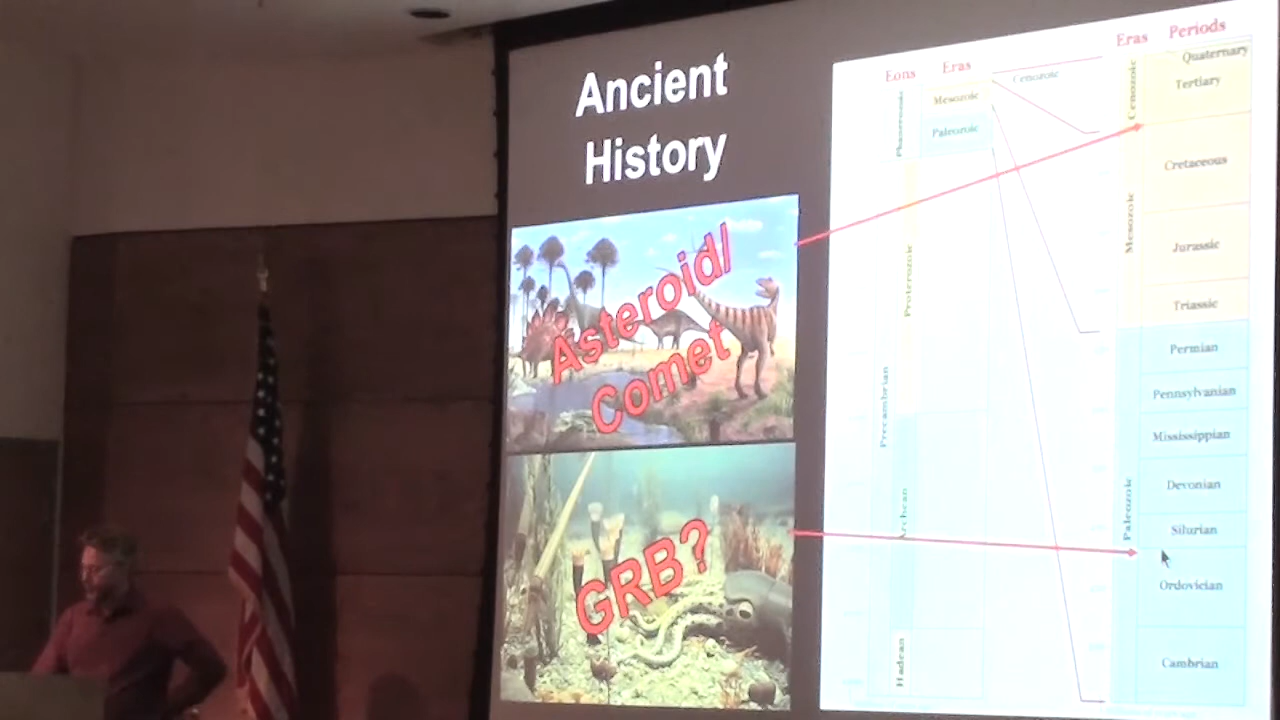 Ancient
History
Asteroid/
Comet
GRB?
Eons
Eras
Phanerozoic
Cenozoic
Mesozoic
Paleozoic
Proterozoic
Precambrian
Archean
Hadean
Eras
Periods
Cenozoic
Quaternary
Tertiary
Mesozoic
Cretaceous
Jurassic
Triassic
Paleozoic
Permian
Pennsylvanian
Mississippian
Devonian
Silurian
Ordovician
Cambrian